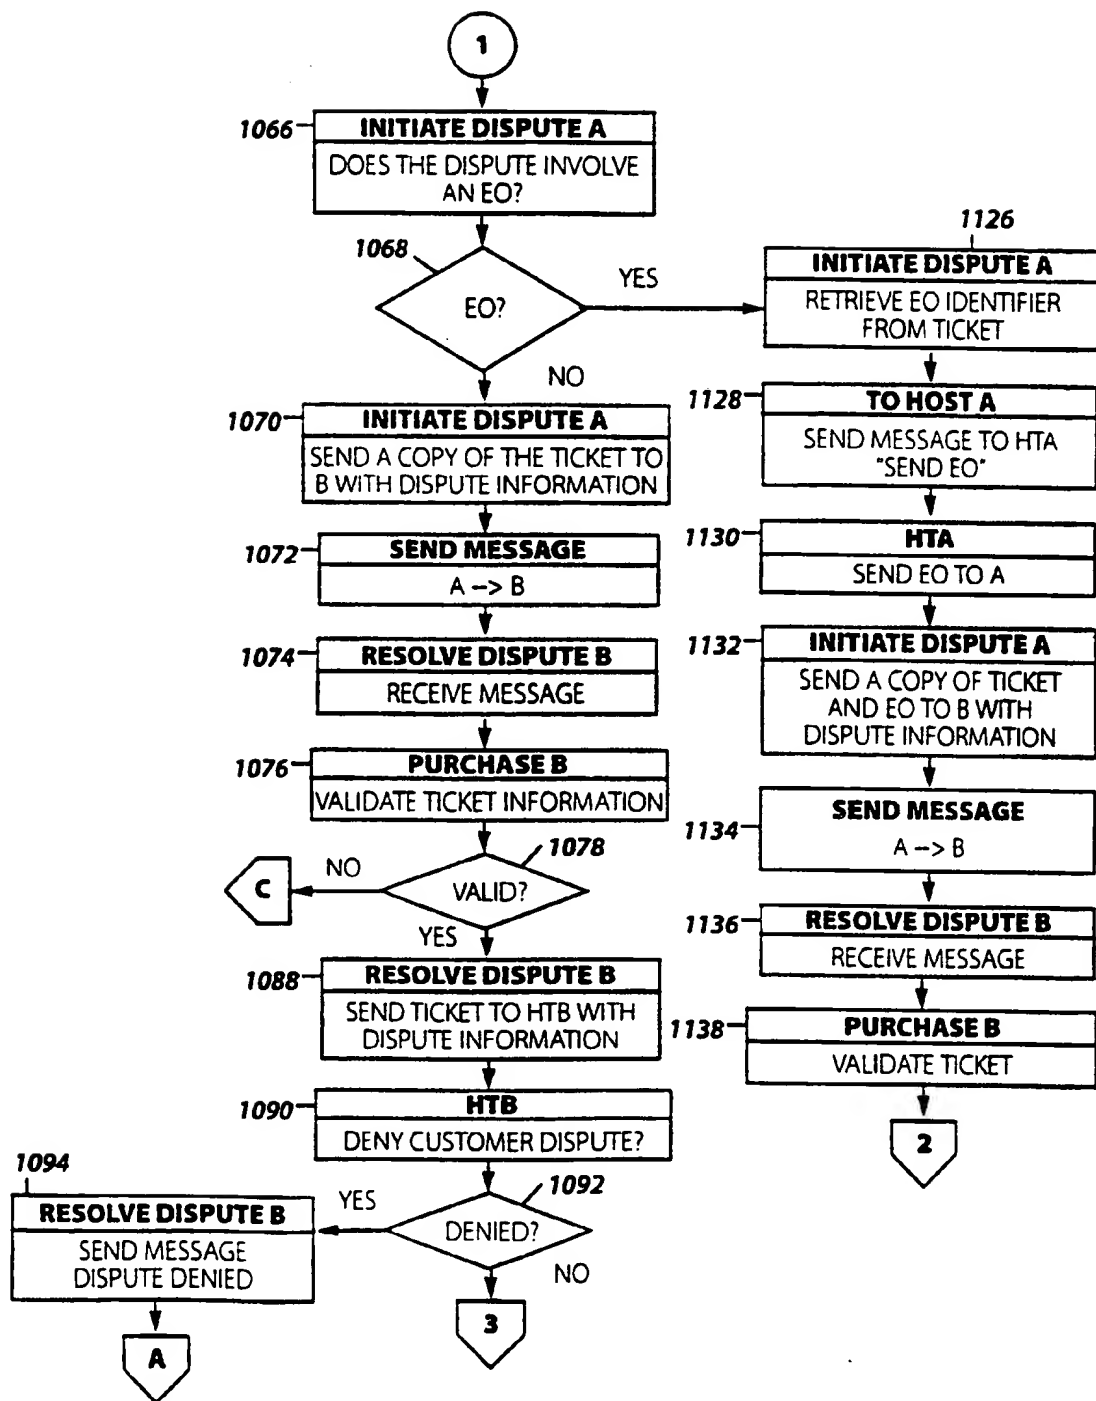 1
1066
INITIATE DISPUTE A
DOES THE DISPUTE INVOLVE
AN EO?
1068
EO?
YES
NO
1070
INITIATE DISPUTE A
SEND A COPY OF THE TICKET TO
B WITH DISPUTE INFORMATION
1072
SEND MESSAGE
A --> B
1074
RESOLVE DISPUTE B
RECEIVE MESSAGE
1076
PURCHASE B
VALIDATE TICKET INFORMATION
1078
VALID?
NO
C
YES
1088
RESOLVE DISPUTE B
SEND TICKET TO HTB WITH
DISPUTE INFORMATION
1090
HTB
DENY CUSTOMER DISPUTE?
1092
DENIED?
YES
NO
3
1094
RESOLVE DISPUTE B
SEND MESSAGE
DISPUTE DENIED
A
1126
INITIATE DISPUTE A
RETRIEVE EO IDENTIFIER
FROM TICKET
1128
TO HOST A
SEND MESSAGE TO HTA
"SEND EO"
1130
HTA
SEND EO TO A
1132
INITIATE DISPUTE A
SEND A COPY OF TICKET
AND EO TO B WITH
DISPUTE INFORMATION
1134
SEND MESSAGE
A --> B
1136
RESOLVE DISPUTE B
RECEIVE MESSAGE
1138
PURCHASE B
VALIDATE TICKET
2